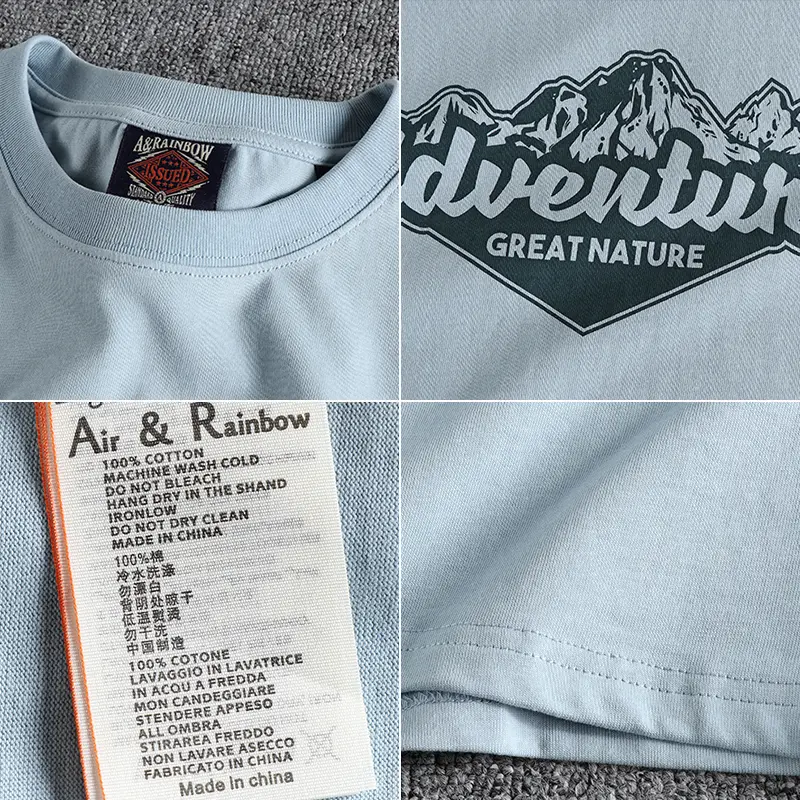 A&RAINBOW
ISSUED
STANDARD A QUALITY
dventur
GREAT NATURE
Air & Rainbow
100% COTTON
MACHINE WASH COLD
DO NOT BLEACH
HANG DRY IN THE SHAND
IRONLOW
DO NOT DRY CLEAN
MADE IN CHINA
100%棉
冷水洗涤
勿漂白
背阴处晾干
低温熨烫
勿干洗
中国制造
100% COTONE
LAVAGGIO IN LAVATRICE
IN ACQU A FREDDA
MON CANDEGGIARE
STENDERE APPESO
ALL OMBRA
STIRAREA FREDDO
NON LAVARE ASECCO
FABRICATO IN CHINA
Made in china